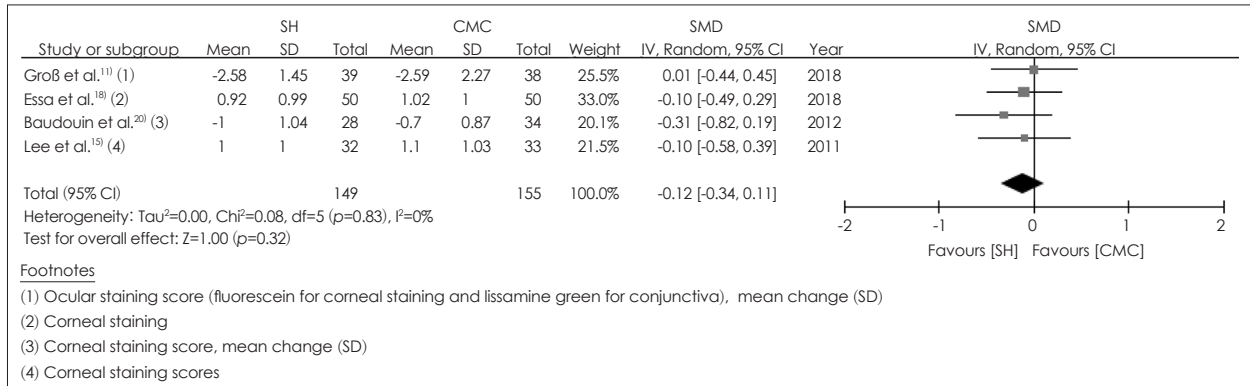 SH CMC SMD SMD
Study or subgroup Mean SD Total Mean SD Total Weight IV, Random, 95% CI Year IV, Random, 95% CI
Groß et al.¹¹⁾ (1) -2.58 1.45 39 -2.59 2.27 38 25.5% 0.01 [-0.44, 0.45] 2018
Essa et al.¹⁸⁾ (2) 0.92 0.99 50 1.02 1 50 33.0% -0.10 [-0.49, 0.29] 2018
Baudouin et al.²⁰⁾ (3) -1 1.04 28 -0.7 0.87 34 20.1% -0.31 [-0.82, 0.19] 2012
Lee et al.¹⁵⁾ (4) 1 1 32 1.1 1.03 33 21.5% -0.10 [-0.58, 0.39] 2011
Total (95% CI) 149 155 100.0% -0.12 [-0.34, 0.11]
Heterogeneity: Tau²=0.00, Chi²=0.08, df=5 (p=0.83), I²=0%
Test for overall effect: Z=1.00 (p=0.32)
-2 -1 0 1 2
Favours [SH] Favours [CMC]
Footnotes
(1) Ocular staining score (fluorescein for corneal staining and lissamine green for conjunctiva), mean change (SD)
(2) Corneal staining
(3) Corneal staining score, mean change (SD)
(4) Corneal staining scores